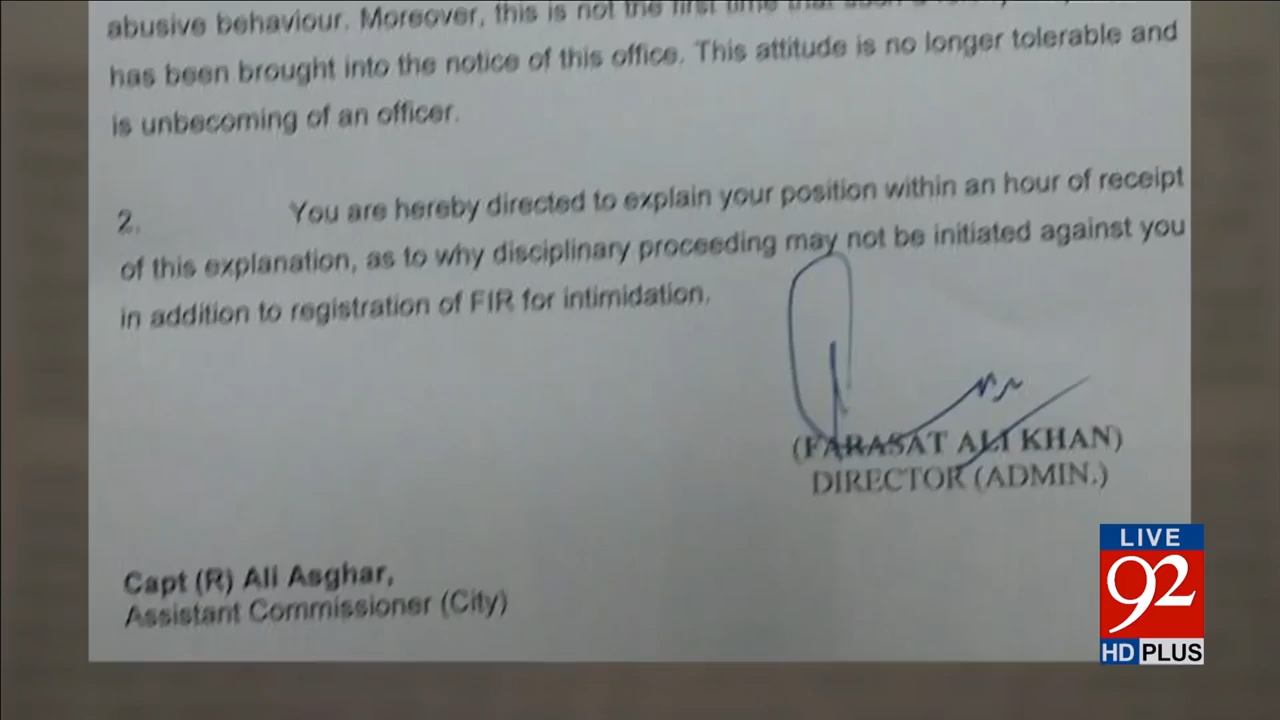 abusive behaviour. Moreover, this is not the first time that such a
has been brought into the notice of this office. This attitude is no longer tolerable and
is unbecoming of an officer.
2. You are hereby directed to explain your position within an hour of receipt
of this explanation, as to why disciplinary proceeding may not be initiated against you
in addition to registration of FIR for intimidation.
(FARASAT ALI KHAN)
DIRECTOR (ADMIN.)
Capt (R) Ali Asghar,
Assistant Commissioner (City)
LIVE
92
HD PLUS